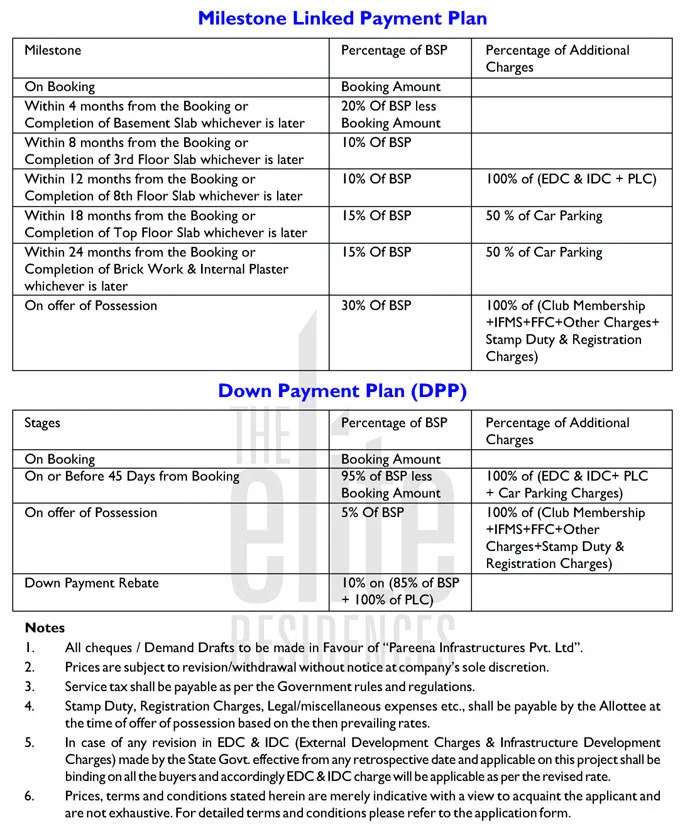 Milestone Linked Payment Plan
Milestone Percentage of BSP Percentage of Additional
Charges
On Booking Booking Amount
Within 4 months from the Booking or 20% Of BSP less
Completion of Basement Slab whichever is later Booking Amount
Within 8 months from the Booking or 10% Of BSP
Completion of 3rd Floor Slab whichever is later
Within 12 months from the Booking or 10% Of BSP 100% of (EDC & IDC + PLC)
Completion of 8th Floor Slab whichever is later
Within 18 months from the Booking or 15% Of BSP 50 % of Car Parking
Completion of Top Floor Slab whichever is later
Within 24 months from the Booking or 15% Of BSP 50 % of Car Parking
Completion of Brick Work & Internal Plaster
whichever is later
On offer of Possession 30% Of BSP 100% of (Club Membership
+IFMS+FFC+Other Charges+
Stamp Duty & Registration
Charges)
Down Payment Plan (DPP)
Stages Percentage of BSP Percentage of Additional
Charges
On Booking Booking Amount
On or Before 45 Days from Booking 95% of BSP less 100% of (EDC & IDC+ PLC
Booking Amount + Car Parking Charges)
On offer of Possession 5% Of BSP 100% of (Club Membership
+IFMS+FFC+Other
Charges+Stamp Duty &
Registration Charges)
Down Payment Rebate 10% on (85% of BSP
+ 100% of PLC)
THE
elite
RESIDENCES
Notes
1. All cheques / Demand Drafts to be made in Favour of “Pareena Infrastructures Pvt. Ltd”.
2. Prices are subject to revision/withdrawal without notice at company’s sole discretion.
3. Service tax shall be payable as per the Government rules and regulations.
4. Stamp Duty, Registration Charges, Legal/miscellaneous expenses etc., shall be payable by the Allottee at
the time of offer of possession based on the then prevailing rates.
5. In case of any revision in EDC & IDC (External Development Charges & Infrastructure Development
Charges) made by the State Govt. effective from any retrospective date and applicable on this project shall be
binding on all the buyers and accordingly EDC & IDC charge will be applicable as per the revised rate.
6. Prices, terms and conditions stated herein are merely indicative with a view to acquaint the applicant and
are not exhaustive. For detailed terms and conditions please refer to the application form.